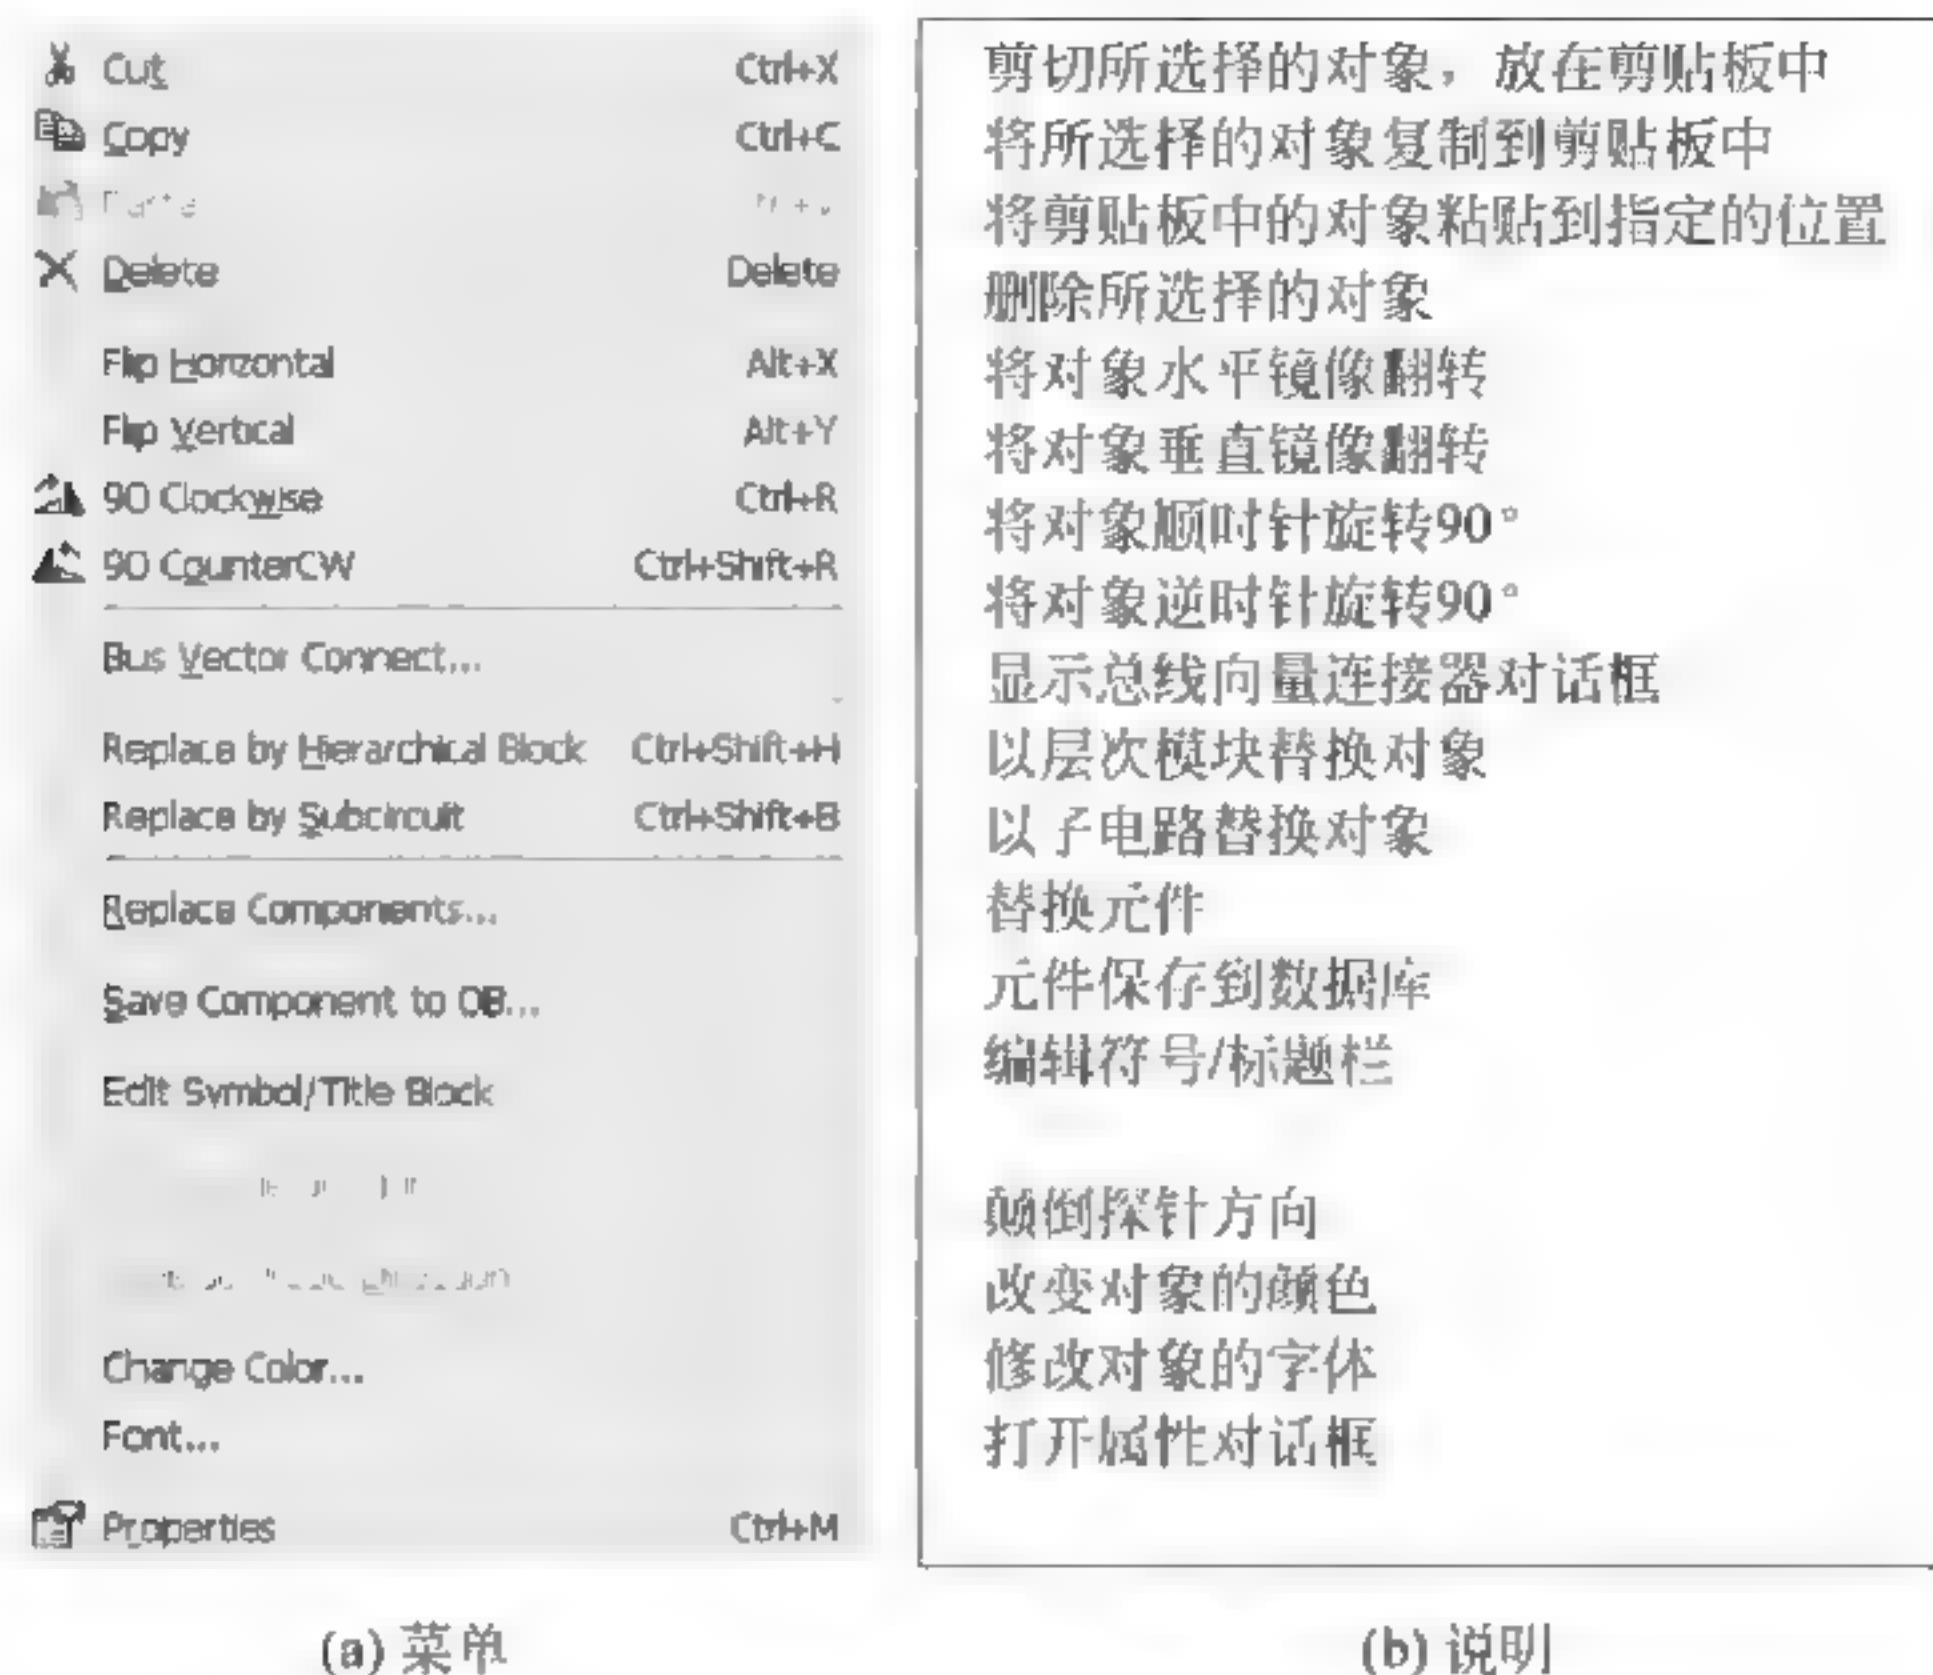 Cut Ctrl+X
Copy Ctrl+C
Delete Delete
Flip Horizontal Alt+X
Flip Vertical Alt+Y
90 Clockwise Ctrl+R
90 CounterCW Ctrl+Shift+R
Bus Vector Connect...
Replace by Hierarchical Block Ctrl+Shift+H
Replace by Subcircuit Ctrl+Shift+B
Replace Components...
Save Component to DB...
Edit Symbol/Title Block
Change Color...
Font...
Properties Ctrl+M
(a) 菜单
剪切所选择的对象，放在剪贴板中
将所选择的对象复制到剪贴板中
将剪贴板中的对象粘贴到指定的位置
删除所选择的对象
将对象水平镜像翻转
将对象垂直镜像翻转
将对象顺时针旋转90°
将对象逆时针旋转90°
显示总线向量连接器对话框
以层次模块替换对象
以子电路替换对象
替换元件
元件保存到数据库
编辑符号/标题栏
颠倒探针方向
改变对象的颜色
修改对象的字体
打开属性对话框
(b) 说明